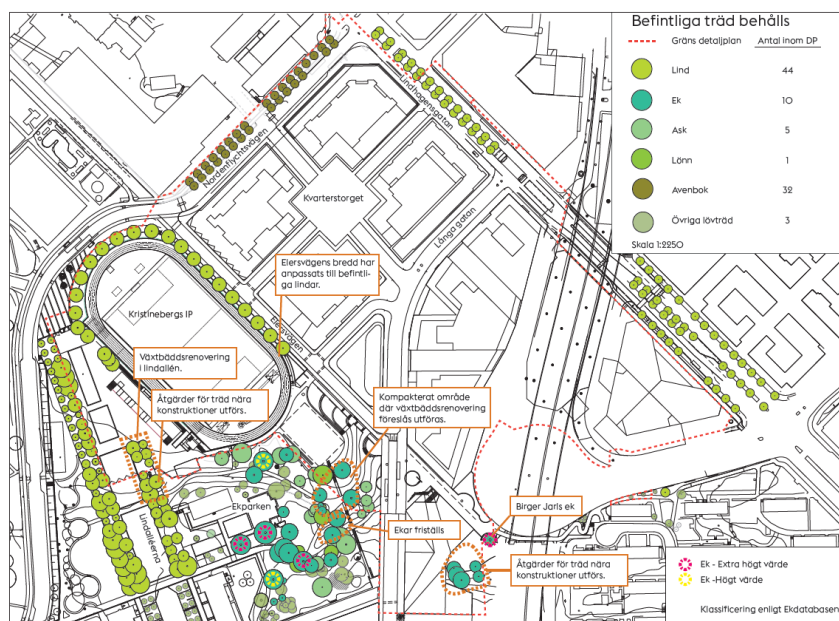 Befintliga träd behålls
Gräns detaljplan
Antal inom DP
Lind 44
Ek 10
Ask 5
Lönn 1
Avenbok 32
Övriga lövträd 3
Skala 1:2250
Lindhagensgatan
Nordenflychtsvägen
Kvarterstorget
Långa gatan
Elersvägens bredd har
anpassats till befintli-
ga lindar.
Kristinebergs IP
Elersvägen
Växtbäddsrenovering
i lindallén.
Åtgärder för träd nära
konstruktioner utförs.
Kompakterat område
där växtbäddsrenovering
föreslås utföras.
Lindalléerna
Ekparken
Ekar friställs
Birger Jarls ek
Åtgärder för träd nära
konstruktioner utförs.
Ek - Extra högt värde
Ek -Högt värde
Klassificering enligt Ekdatabasen